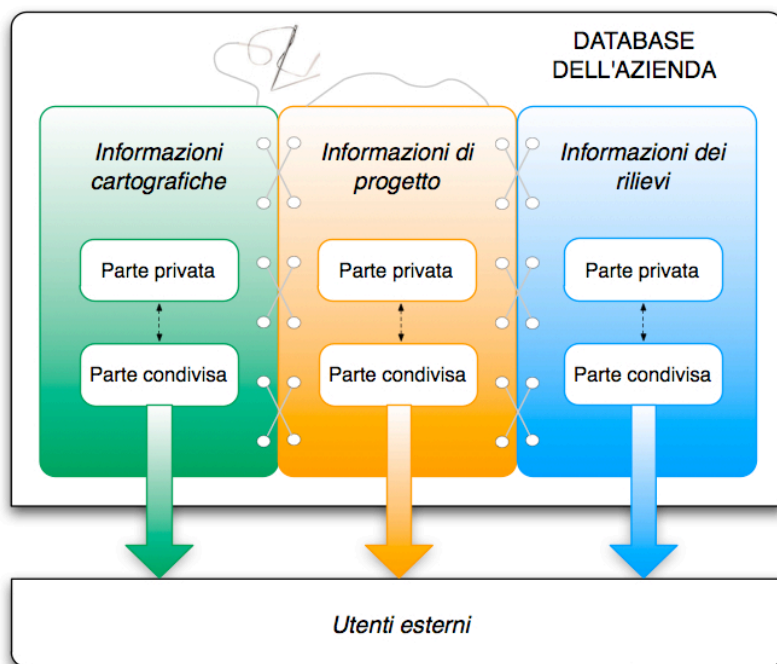 DATABASE
DELL'AZIENDA
Informazioni
cartografiche
Informazioni di
progetto
Informazioni dei
rilievi
Parte privata
Parte privata
Parte privata
Parte condivisa
Parte condivisa
Parte condivisa
Utenti esterni